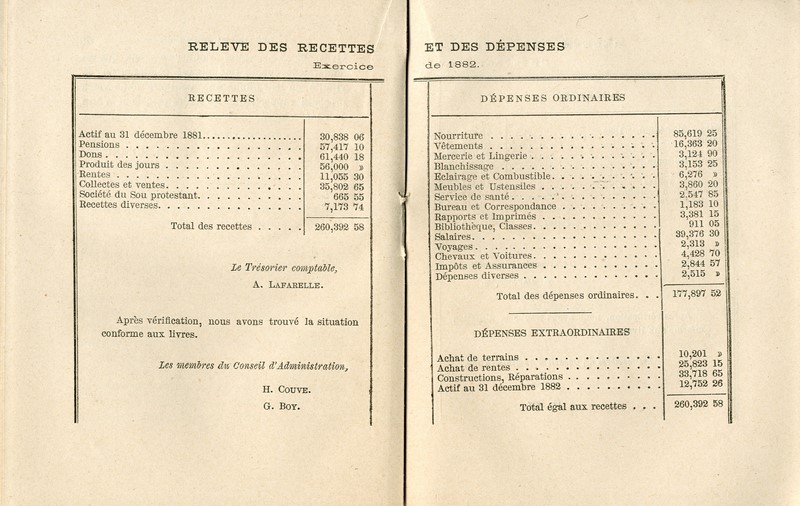 RELEVE DES RECETTES
Exercice
RECETTES
Actif au 31 décembre 1881 30,838 06
Pensions 57,417 10
Dons 61,440 18
Produit des jours 56,000 »
Rentes 11,055 30
Collectes et ventes 35,802 65
Société du Sou protestant 665 55
Recettes diverses 7,173 74
Total des recettes 260,392 58
Le Trésorier comptable,
A. LAFARELLE.
Après vérification, nous avons trouvé la situation
conforme aux livres.
Les membres du Conseil d'Administration,
H. COUVE.
G. BOY.
ET DES DÉPENSES
de 1882.
DÉPENSES ORDINAIRES
Nourriture 85,619 25
Vêtements 16,363 20
Mercerie et Lingerie 3,124 90
Blanchissage 3,153 25
Eclairage et Combustible 6,276 »
Meubles et Ustensiles 3,860 20
Service de santé 2,547 85
Bureau et Correspondance 1,183 10
Rapports et Imprimés 3,381 15
Bibliothèque, Classes 911 05
Salaires 39,376 30
Voyages 2,313 »
Chevaux et Voitures 4,428 70
Impôts et Assurances 2,844 57
Dépenses diverses 2,515 »
Total des dépenses ordinaires 177,897 52
DÉPENSES EXTRAORDINAIRES
Achat de terrains 10,201 »
Achat de rentes 25,823 15
Constructions, Réparations 33,718 65
Actif au 31 décembre 1882 12,752 26
Total égal aux recettes 260,392 58